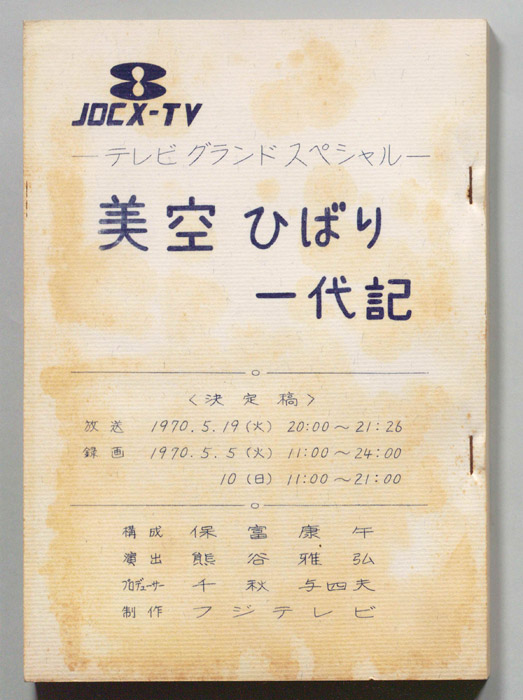 8
JOCX-TV
―テレビグランドスペシャル―
美空ひばり
一代記
〈決定稿〉
放送 1970.5.19(火) 20:00〜21:26
録画 1970.5.5(火) 11:00〜24:00
10(日) 11:00〜21:00
構成 保富康午
演出 熊谷雅弘
プロデューサー 千秋与四夫
制作 フジテレビ